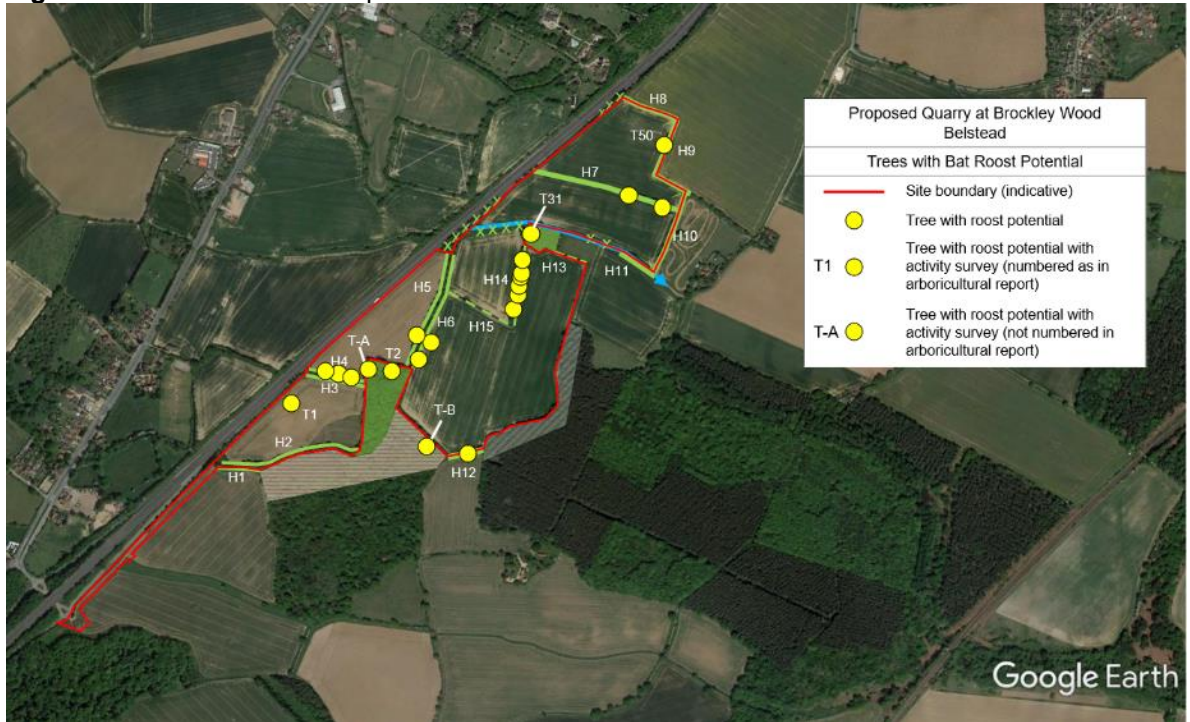 H8
T50
H9
H7
T31
H10
H13
H11
H14
H5
H15
H6
T-A
T2
H4
H3
T1
T-B
H2
H12
H1
Proposed Quarry at Brockley Wood
Belstead
Trees with Bat Roost Potential
Site boundary (indicative)
Tree with roost potential
T1
Tree with roost potential with
activity survey (numbered as in
arboricultural report)
T-A
Tree with roost potential with
activity survey (not numbered in
arboricultural report)
Google Earth